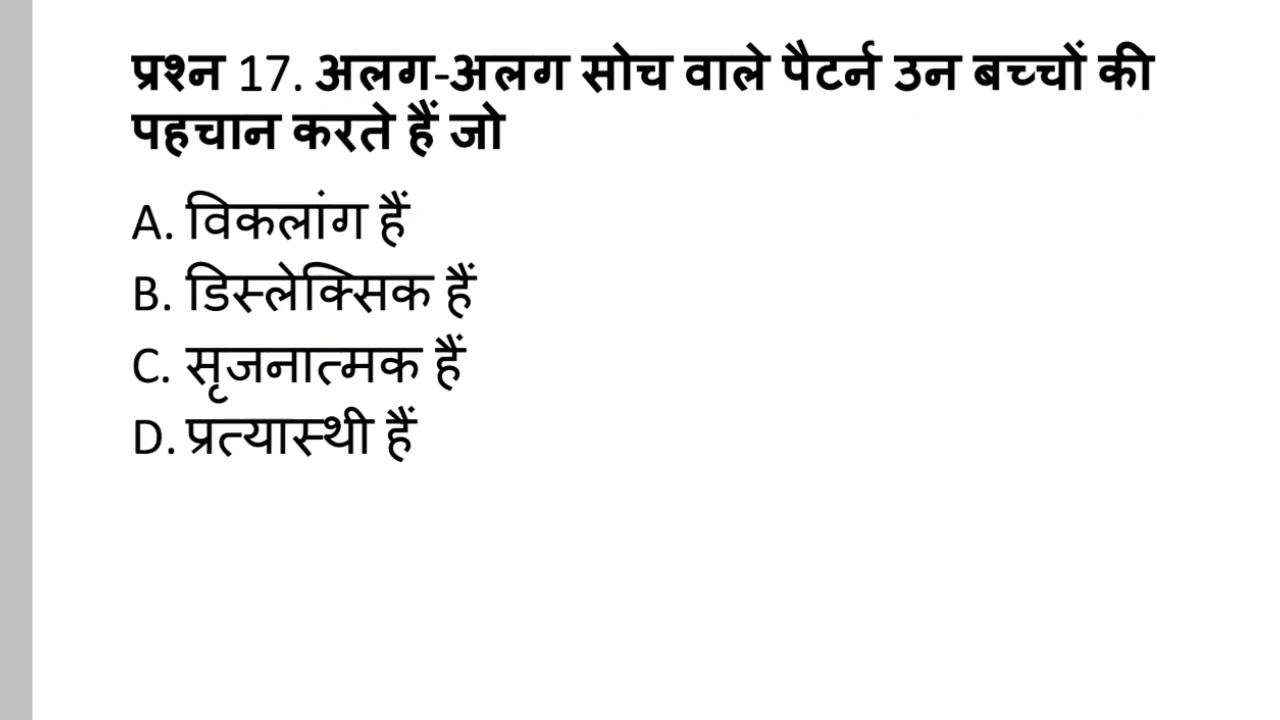 प्रश्न 17. अलग-अलग सोच वाले पैटर्न उन बच्चों की
पहचान करते हैं जो
A. विकलांग हैं
B. डिस्लेक्सिक हैं
C. सृजनात्मक हैं
D. प्रत्यास्थी हैं